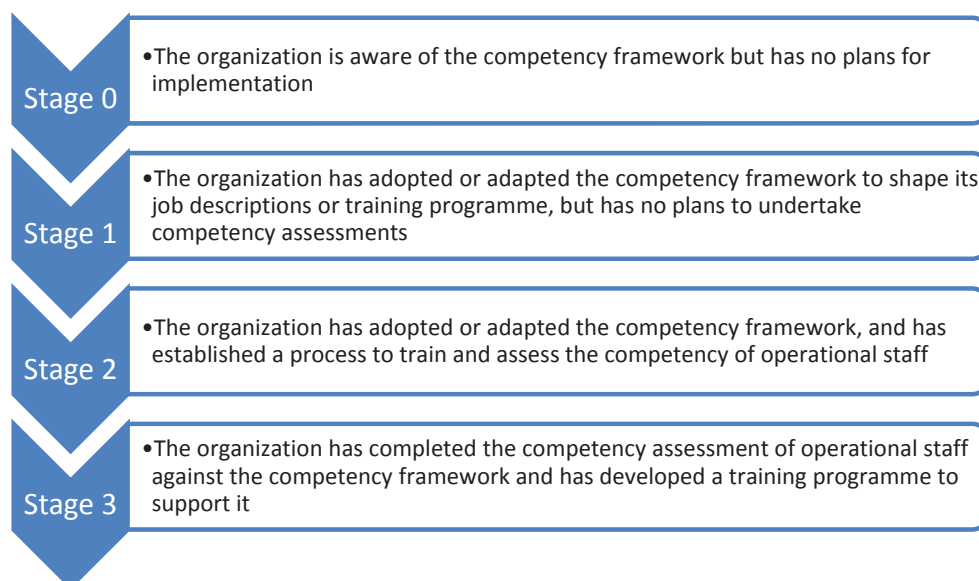 Stage 0
•The organization is aware of the competency framework but has no plans for
implementation
Stage 1
•The organization has adopted or adapted the competency framework to shape its
job descriptions or training programme, but has no plans to undertake
competency assessments
Stage 2
•The organization has adopted or adapted the competency framework, and has
established a process to train and assess the competency of operational staff
Stage 3
•The organization has completed the competency assessment of operational staff
against the competency framework and has developed a training programme to
support it